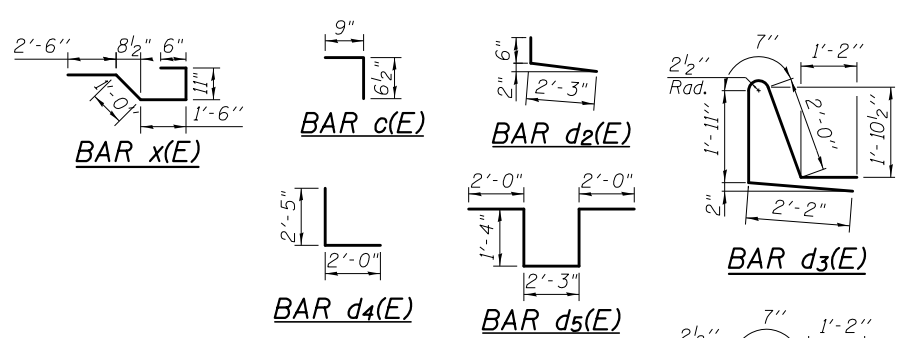 2'-6" 8½" 6"
11"
1'-0"
1'-6"
BAR x(E)
9"
6½"
BAR c(E)
6"
2"
2'-3"
BAR d2(E)
7"
1'-2"
2½"
Rad.
1'-11"
2'-0"
1'-10½"
2"
2'-2"
BAR d3(E)
2'-5"
2'-0"
BAR d4(E)
2'-0" 2'-0"
1'-4"
2'-3"
BAR d5(E)
2½" 7" 1'-2"